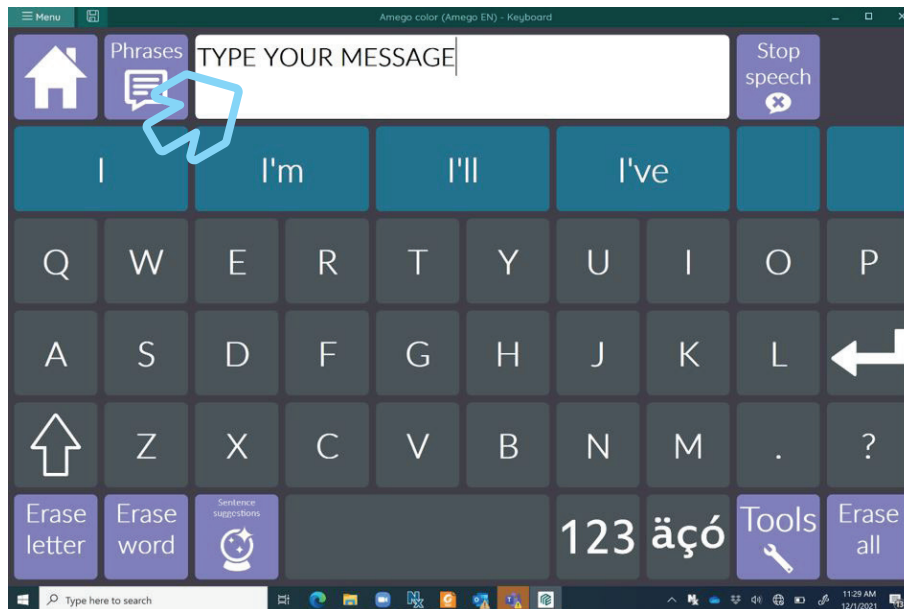 Menu
Amego color (Amego EN) - Keyboard
Phrases
TYPE YOUR MESSAGE
Stop
speech
I I'm I'll I've
Q W E R T Y U I O P
A S D F G H J K L
Z X C V B N M . ?
Erase
letter
Erase
word
Sentence
suggestions
123
äçó
Tools
Erase
all
Type here to search
11:29 AM
12/1/2021